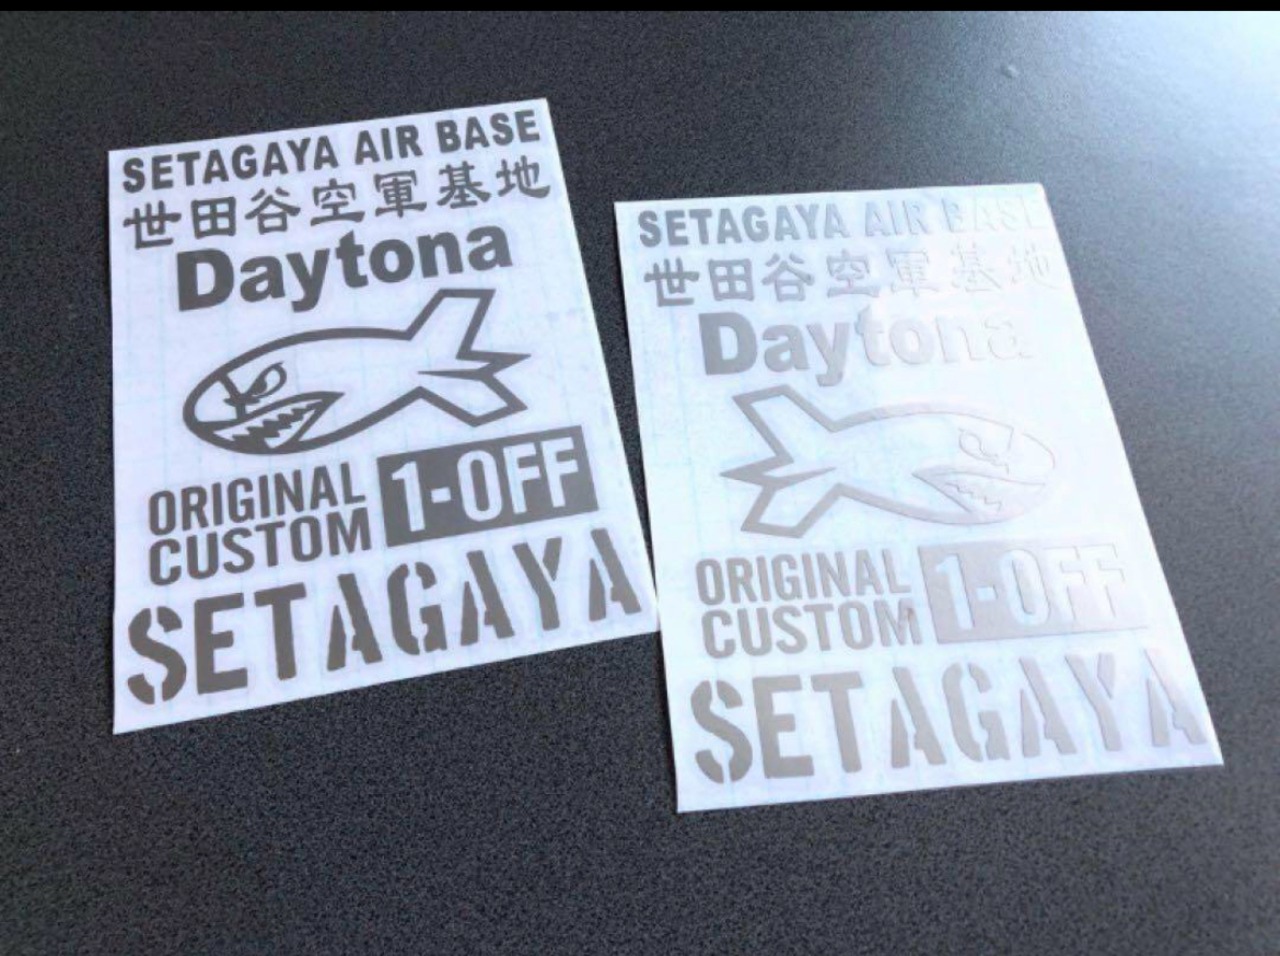 SETAGAYA AIR BASE
世田谷空軍基地
Daytona
ORIGINAL
CUSTOM
1-OFF
SETAGAYA
SETAGAYA AIR BASE
世田谷空軍基地
Daytona
ORIGINAL
CUSTOM
1-OFF
SETAGAYA